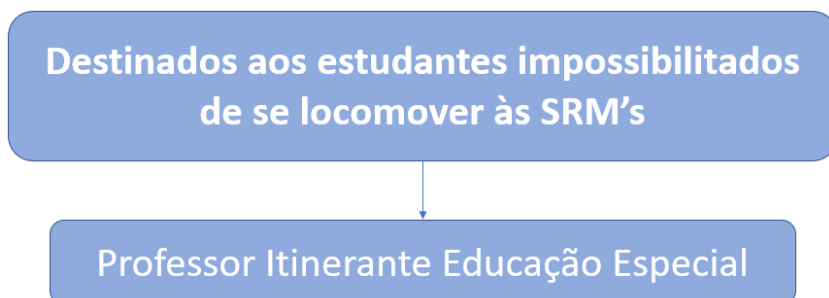 Destinados aos estudantes impossibilitados
de se locomover às SRM's
Professor Itinerante Educação Especial